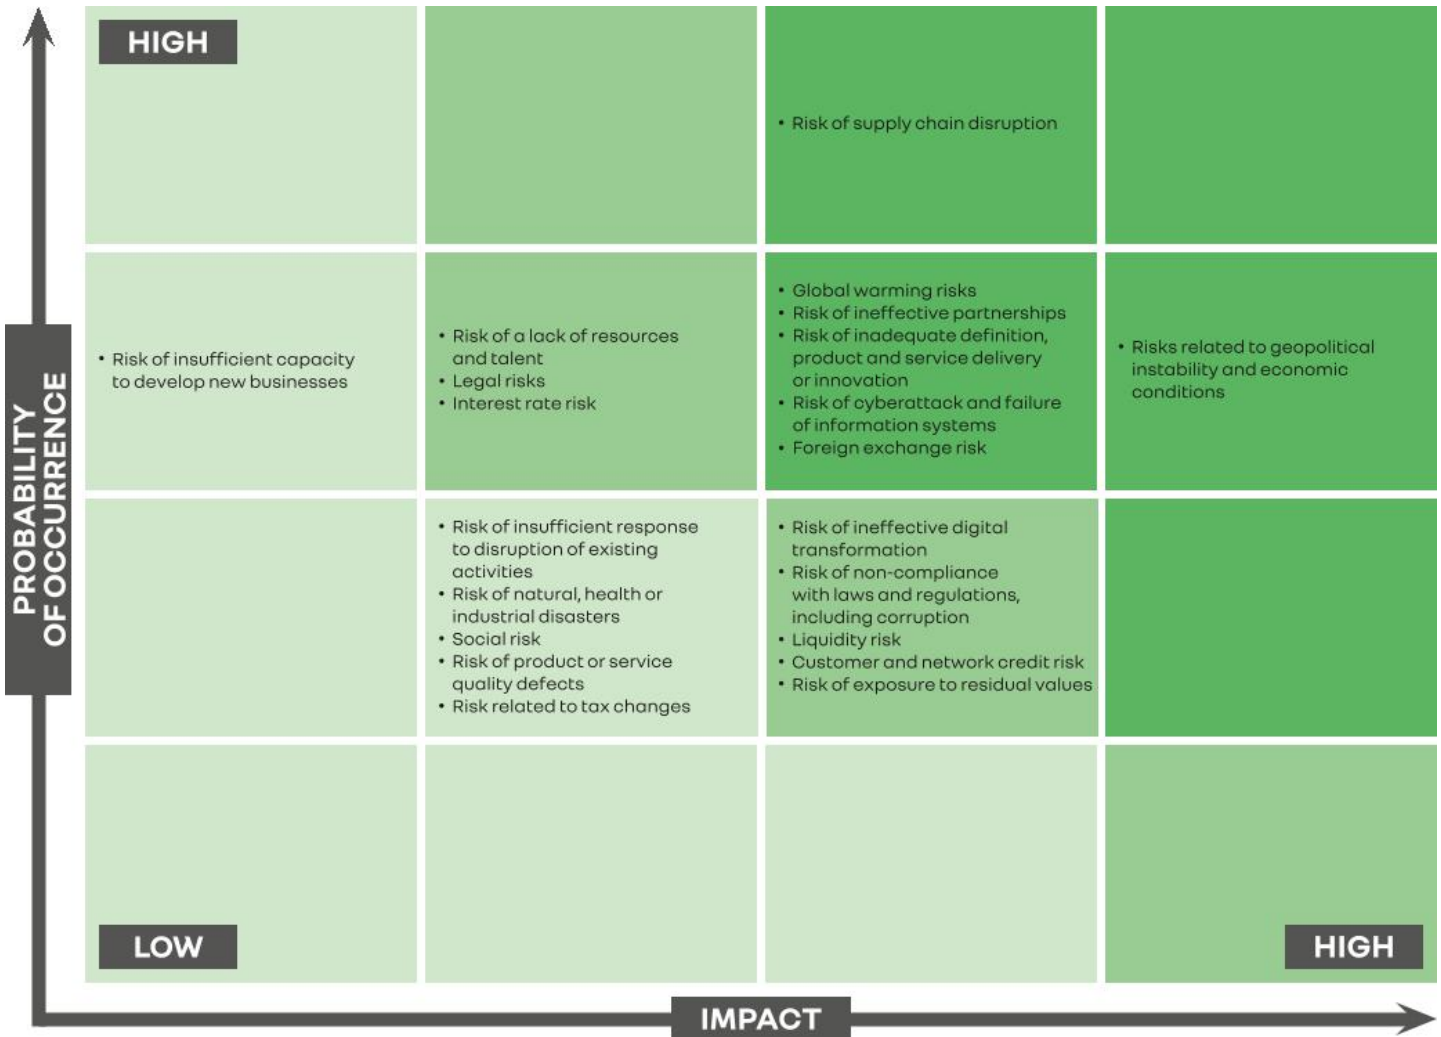 HIGH
• Risk of supply chain disruption
• Risk of insufficient capacity
to develop new businesses
• Risk of a lack of resources
and talent
• Legal risks
• Interest rate risk
• Global warming risks
• Risk of ineffective partnerships
• Risk of inadequate definition,
product and service delivery
or innovation
• Risk of cyberattack and failure
of information systems
• Foreign exchange risk
• Risks related to geopolitical
instability and economic
conditions
PROBABILITY
OF OCCURRENCE
• Risk of insufficient response
to disruption of existing
activities
• Risk of natural, health or
industrial disasters
• Social risk
• Risk of product or service
quality defects
• Risk related to tax changes
• Risk of ineffective digital
transformation
• Risk of non-compliance
with laws and regulations,
including corruption
• Liquidity risk
• Customer and network credit risk
• Risk of exposure to residual values
LOW
HIGH
IMPACT